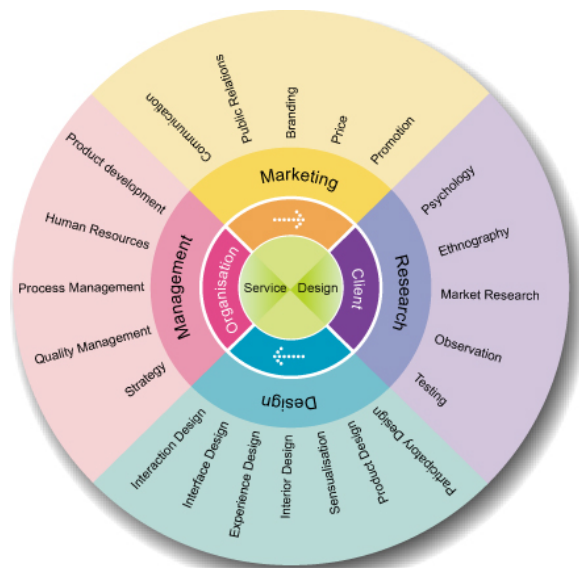 Communication
Public Relations
Branding
Price
Promotion
Marketing
Psychology
Ethnography
Market Research
Observation
Testing
Research
Client
Product development
Human Resources
Process Management
Quality Management
Strategy
Management
Organisation
Service Design
Design
Interaction Design
Interface Design
Experience Design
Interior Design
Sensualisation
Product Design
Participatory Design